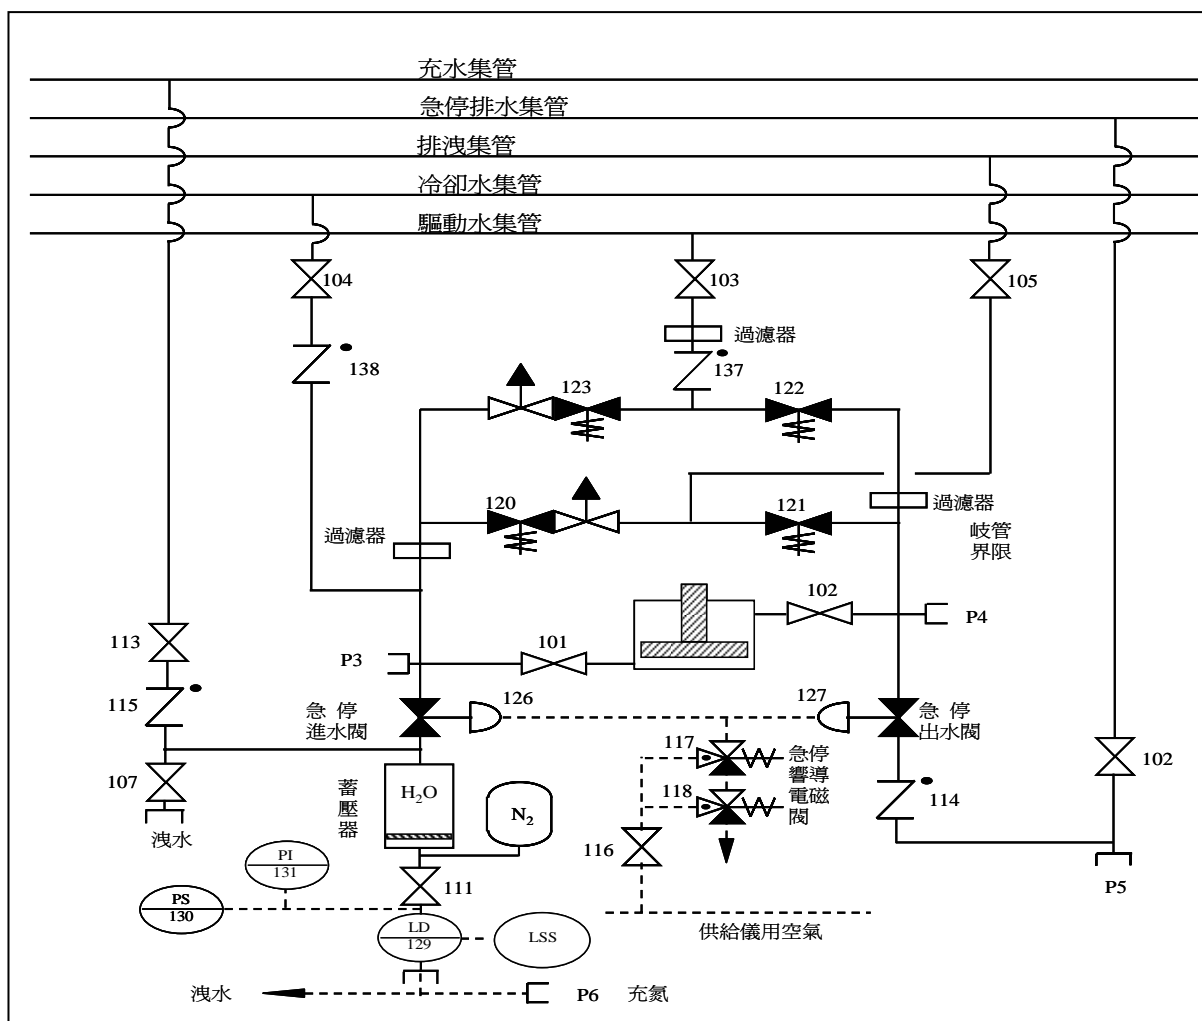 充水集管
急停排水集管
排洩集管
冷卻水集管
驅動水集管
104
103
105
過濾器
138
137
123
122
120
121
過濾器
過濾器
岐管
界限
102
P4
113
101
P3
115
126
127
急 停
進水閥
急 停
出水閥
117
急停
響導
電磁
閥
102
107
蓄
壓
器
H₂O
N₂
118
114
洩水
116
PI
131
111
P5
PS
130
LD
129
LSS
供給儀用空氣
洩水
P6
充氮